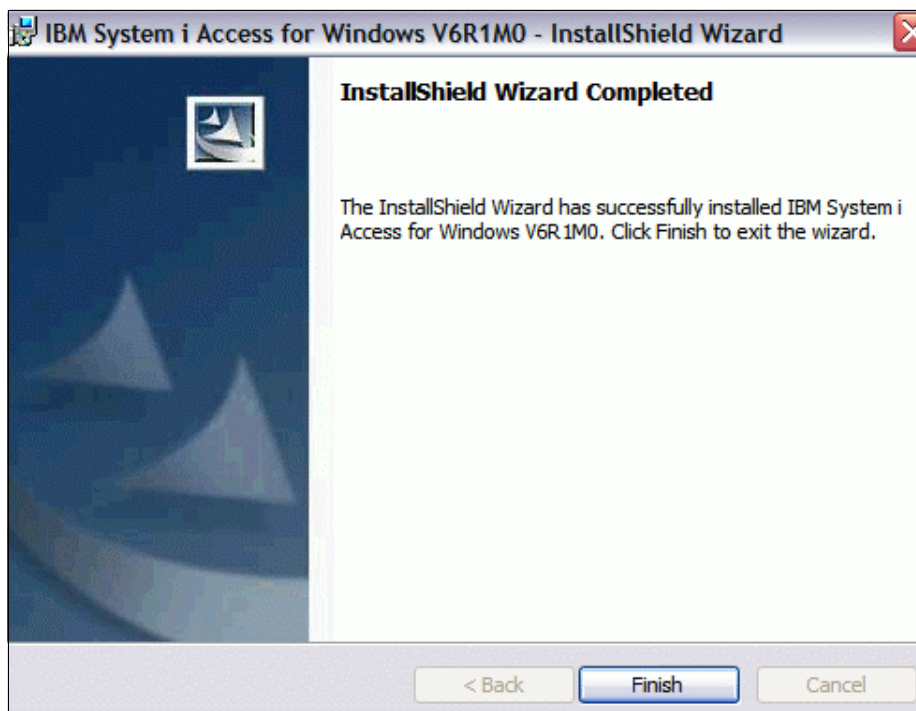 IBM System i Access for Windows V6R1M0 - InstallShield Wizard
InstallShield Wizard Completed
The InstallShield Wizard has successfully installed IBM System i
Access for Windows V6R1M0. Click Finish to exit the wizard.
< Back
Finish
Cancel